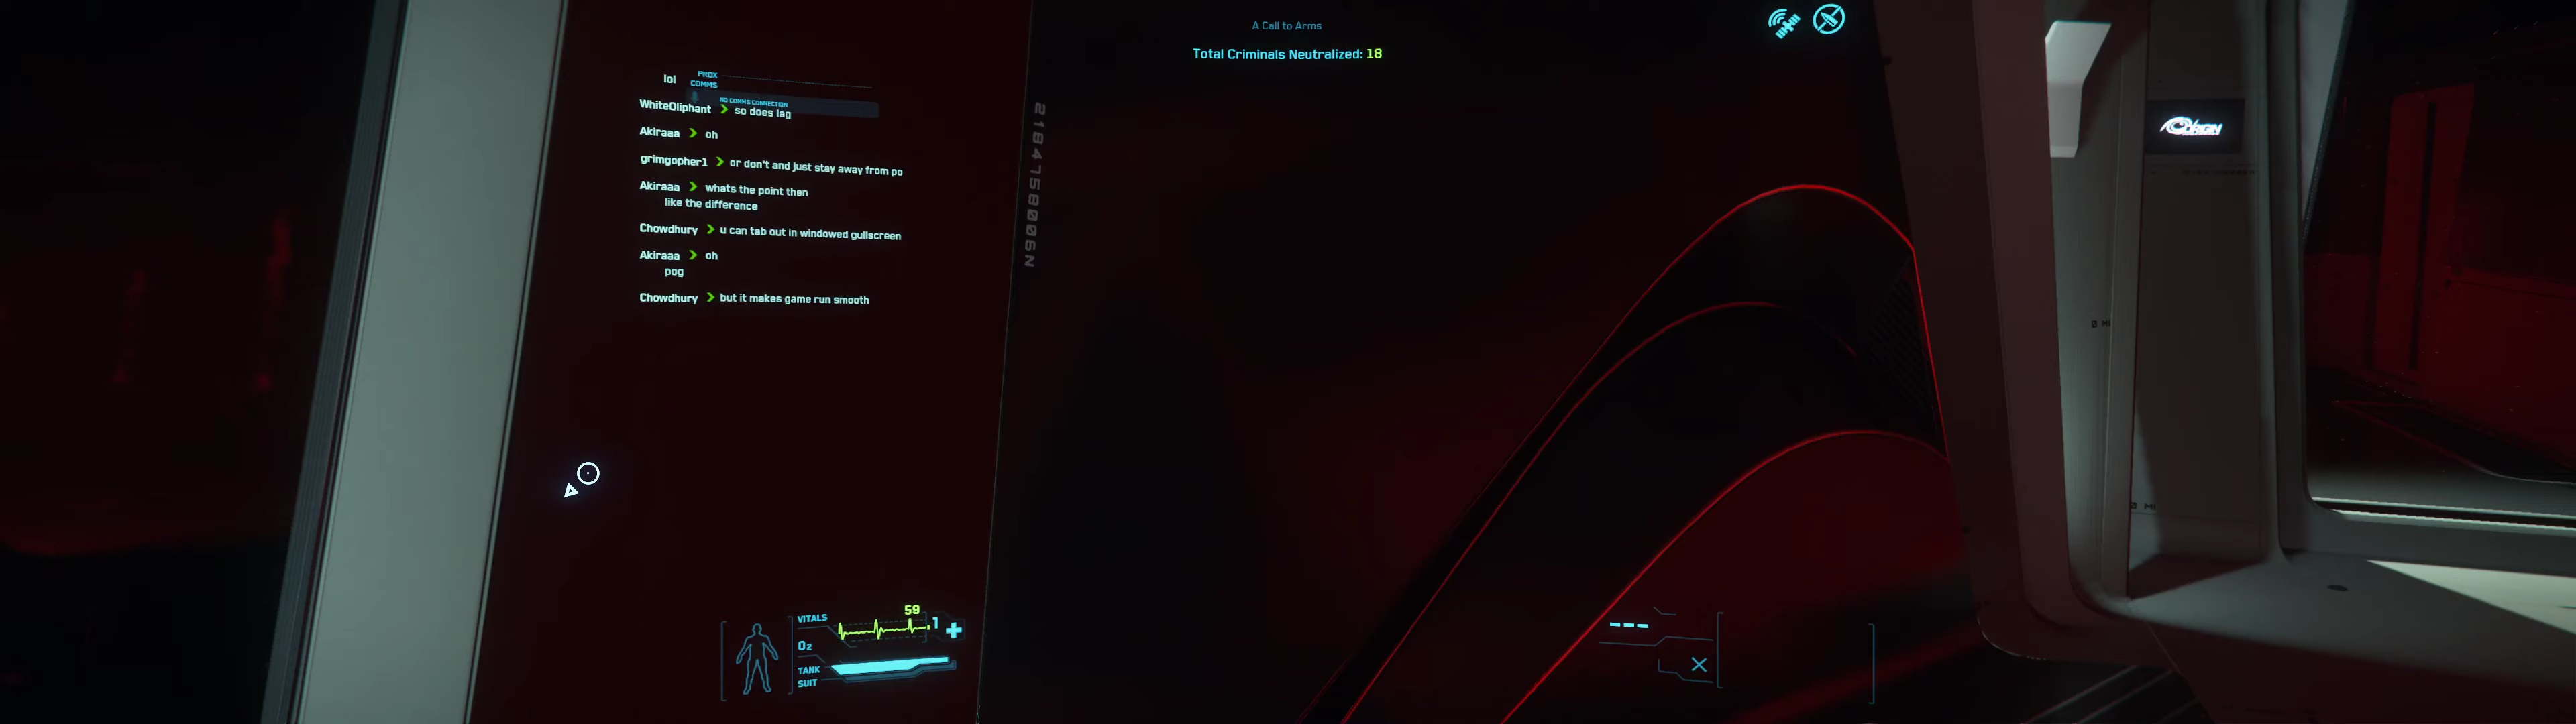 A Call to Arms
Total Criminals Neutralized: 18
PROX
COMMS
NO COMMS CONNECTION
lol
WhiteOliphant > so does lag
Akiraaa > oh
grimgopher1 > or don't and just stay away from po
Akiraaa > whats the point then
like the difference
Chowdhury > u can tab out in windowed gullscreen
Akiraaa > oh
pog
Chowdhury > but it makes game run smooth
ORIGIN
VITALS
59
1
O2
TANK
SUIT